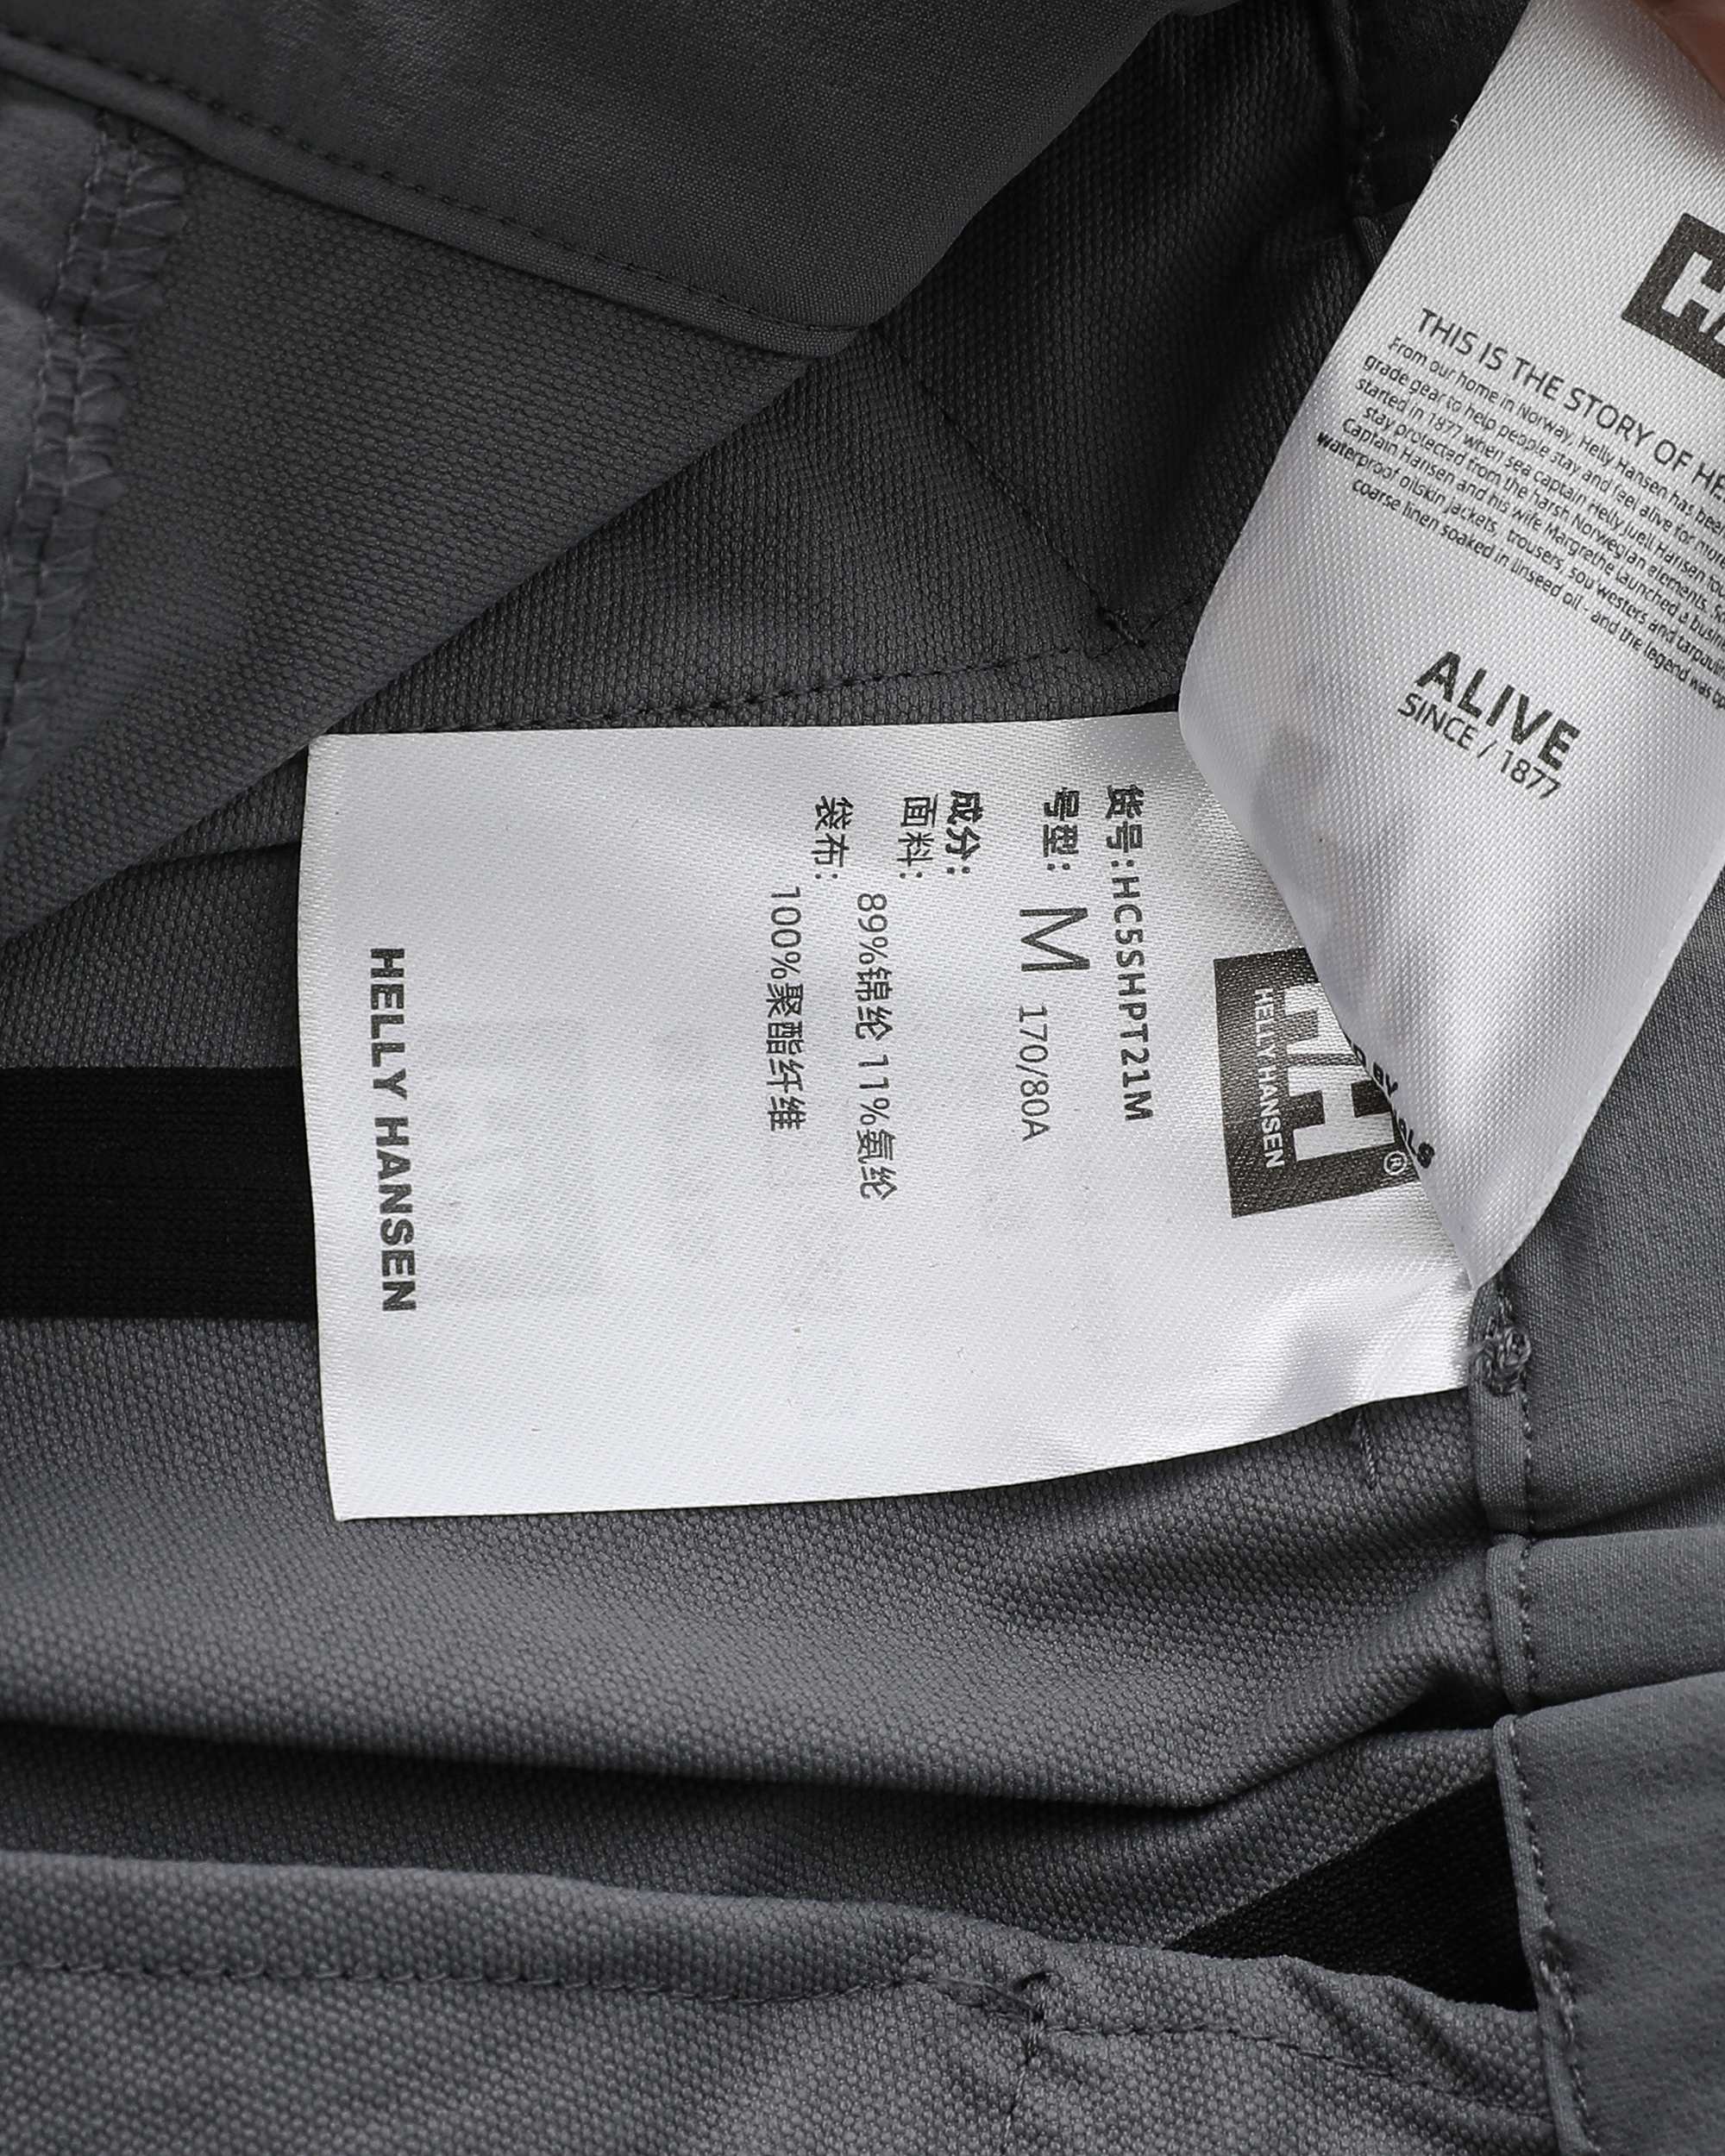 HH®
HELLY HANSEN
货号:HC5SHPT21M
号型: M 170/80A
成分:
面料:
89%锦纶 11%氨纶
袋布:
100%聚酯纤维
HELLY HANSEN
THIS IS THE STORY OF
From our home in Norway, Helly Hansen has been
grade gear to help people stay and feel alive for more
started in 1877 when sea captain Helly Juell Hansen
stay protected from the harsh Norwegian elements.
Captain Hansen and his wife Margrethe launched a
waterproof oilskin jackets, trousers, sou'westers and
coarse linen soaked in linseed oil - and the legend was
ALIVE
SINCE / 1877
BY